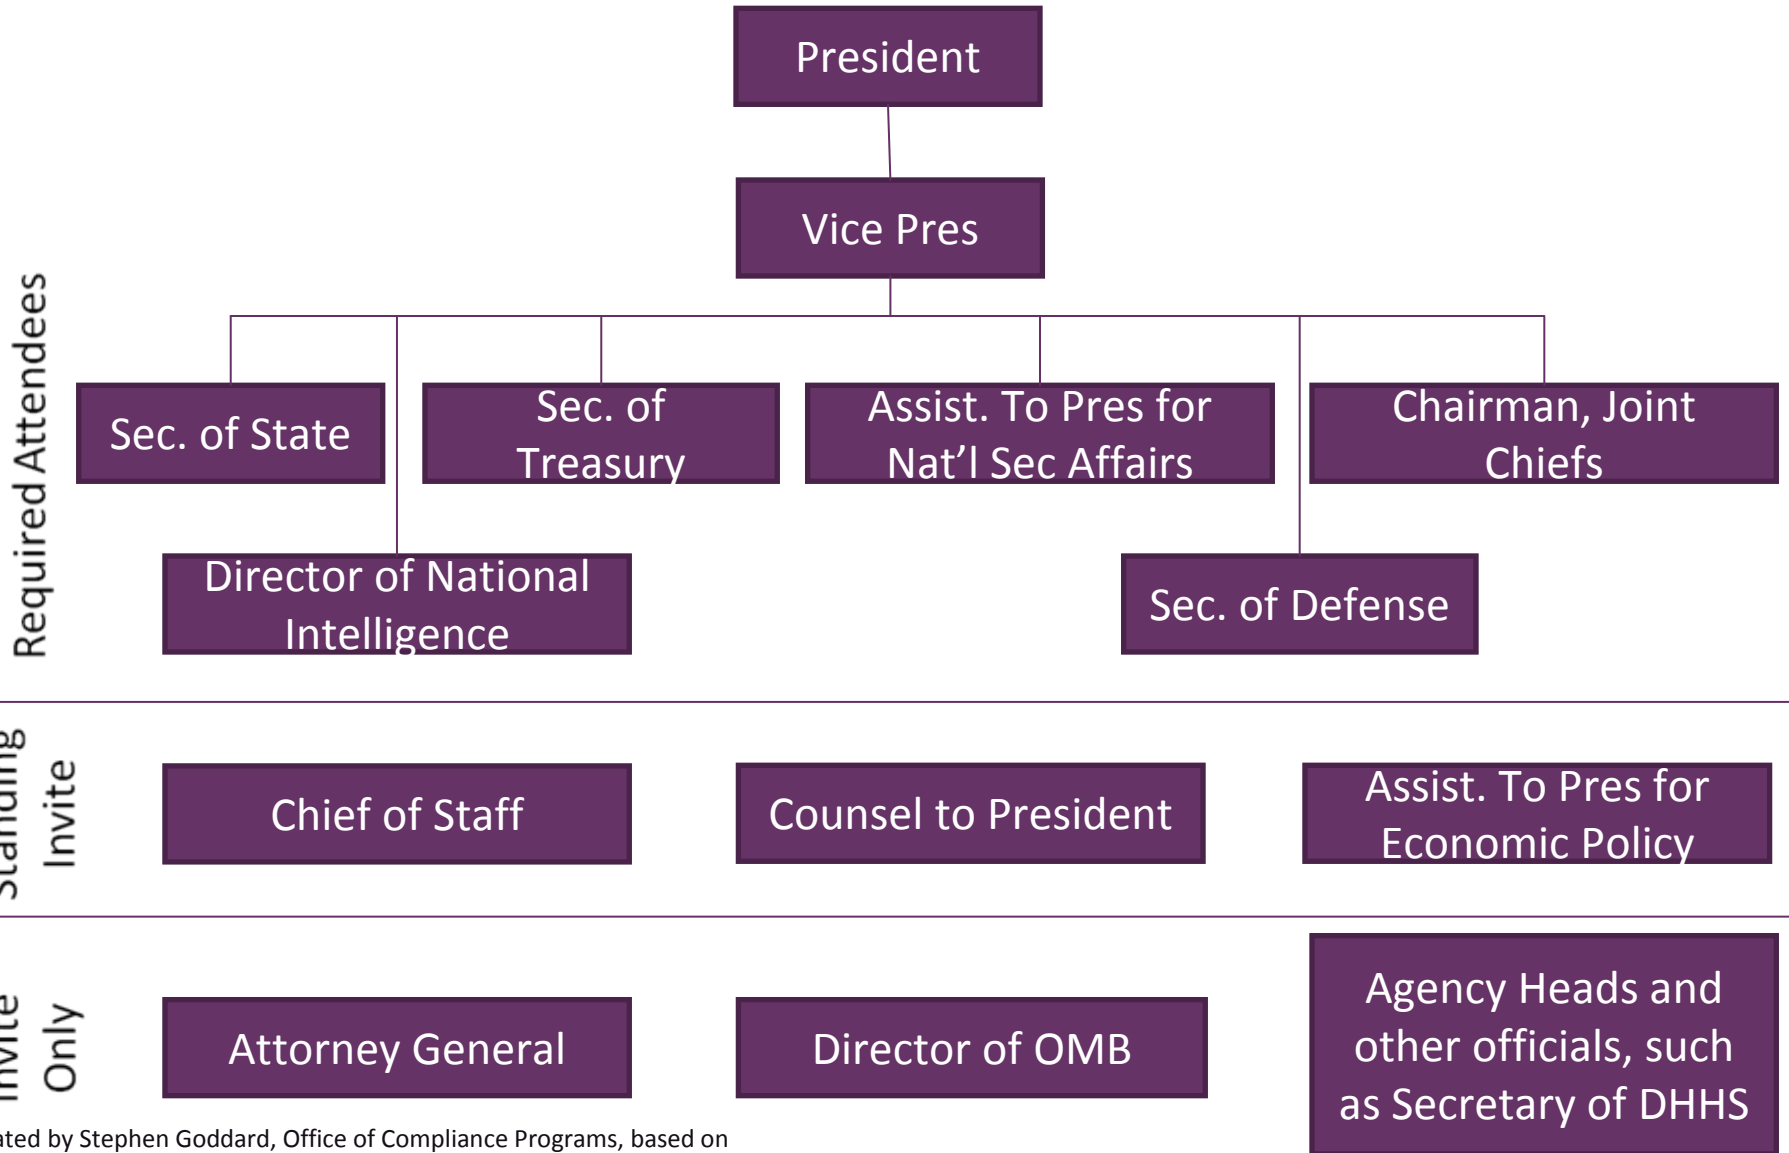 President
Vice Pres
Required Attendees
Sec. of State
Sec. of
Treasury
Assist. To Pres for
Nat’l Sec Affairs
Chairman, Joint
Chiefs
Director of National
Intelligence
Sec. of Defense
Standing
Invite
Chief of Staff
Counsel to President
Assist. To Pres for
Economic Policy
Invite
Only
Attorney General
Director of OMB
Agency Heads and
other officials, such
as Secretary of DHHS
ated by Stephen Goddard, Office of Compliance Programs, based on